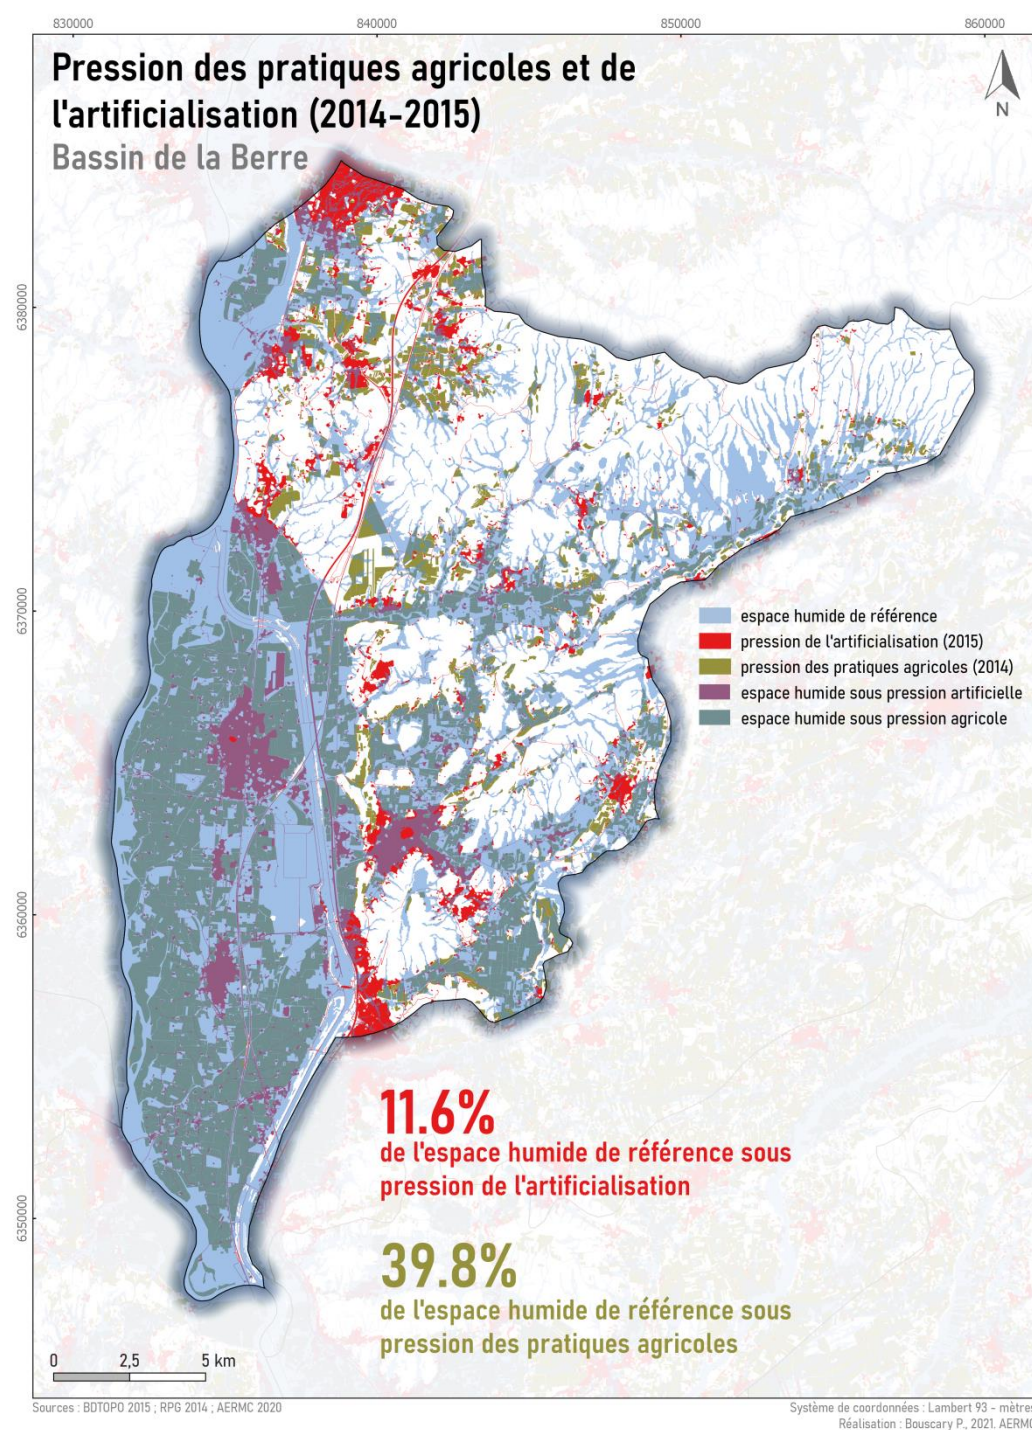 830000
840000
850000
860000
Pression des pratiques agricoles et de
l'artificialisation (2014-2015)
Bassin de la Berre
N
6380000
6370000
6360000
6350000
espace humide de référence
pression de l'artificialisation (2015)
pression des pratiques agricoles (2014)
espace humide sous pression artificielle
espace humide sous pression agricole
11.6%
de l'espace humide de référence sous
pression de l'artificialisation
39.8%
de l'espace humide de référence sous
pression des pratiques agricoles
0 2,5 5 km
Sources : BDTOPO 2015 ; RPG 2014 ; AERMC 2020
Système de coordonnées : Lambert 93 - mètres
Réalisation : Bouscary P., 2021. AERMC